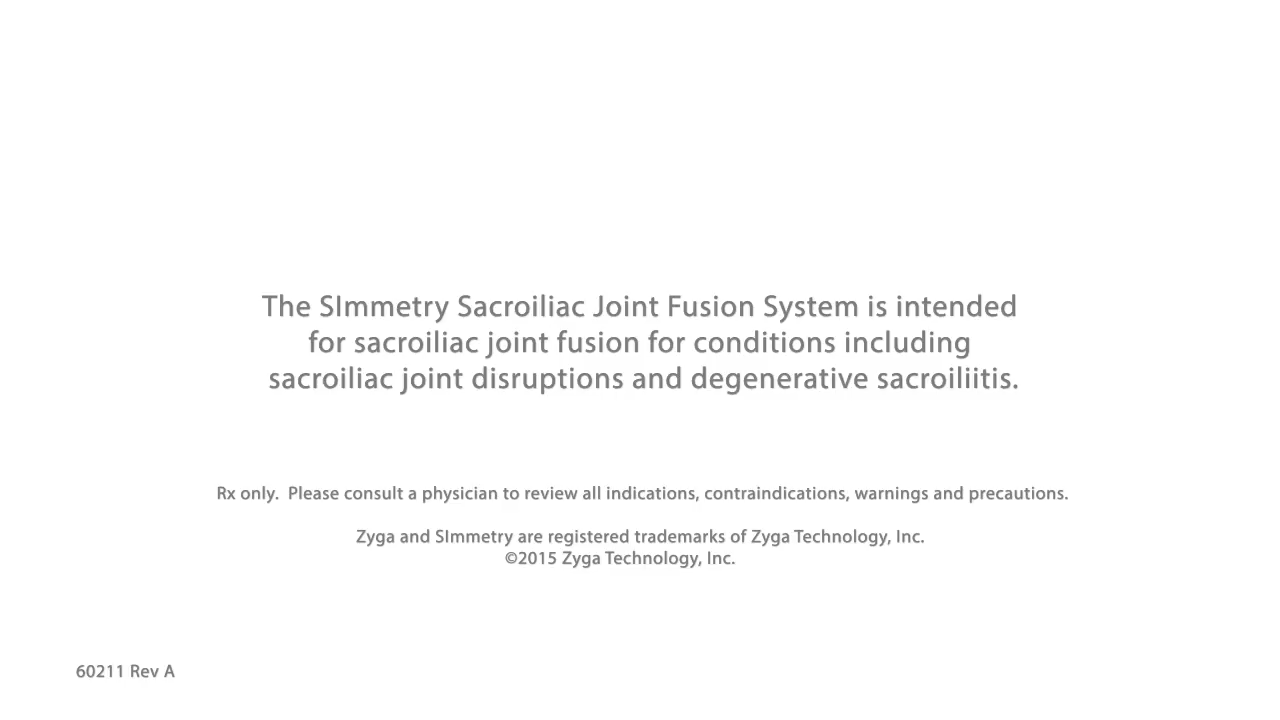 The SImmetry Sacroiliac Joint Fusion System is intended
for sacroiliac joint fusion for conditions including
sacroiliac joint disruptions and degenerative sacroiliitis.
Rx only.  Please consult a physician to review all indications, contraindications, warnings and precautions.
Zyga and SImmetry are registered trademarks of Zyga Technology, Inc.
©2015 Zyga Technology, Inc.
60211 Rev A